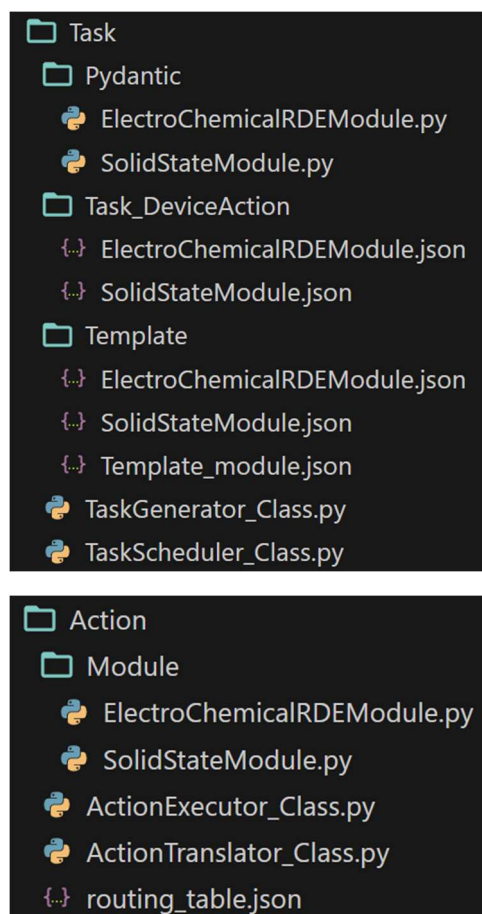 Task
Pydantic
ElectroChemicalRDEModule.py
SolidStateModule.py
Task_DeviceAction
{...} ElectroChemicalRDEModule.json
{...} SolidStateModule.json
Template
{...} ElectroChemicalRDEModule.json
{...} SolidStateModule.json
{...} Template_module.json
TaskGenerator_Class.py
TaskScheduler_Class.py
Action
Module
ElectroChemicalRDEModule.py
SolidStateModule.py
ActionExecutor_Class.py
ActionTranslator_Class.py
{...} routing_table.json